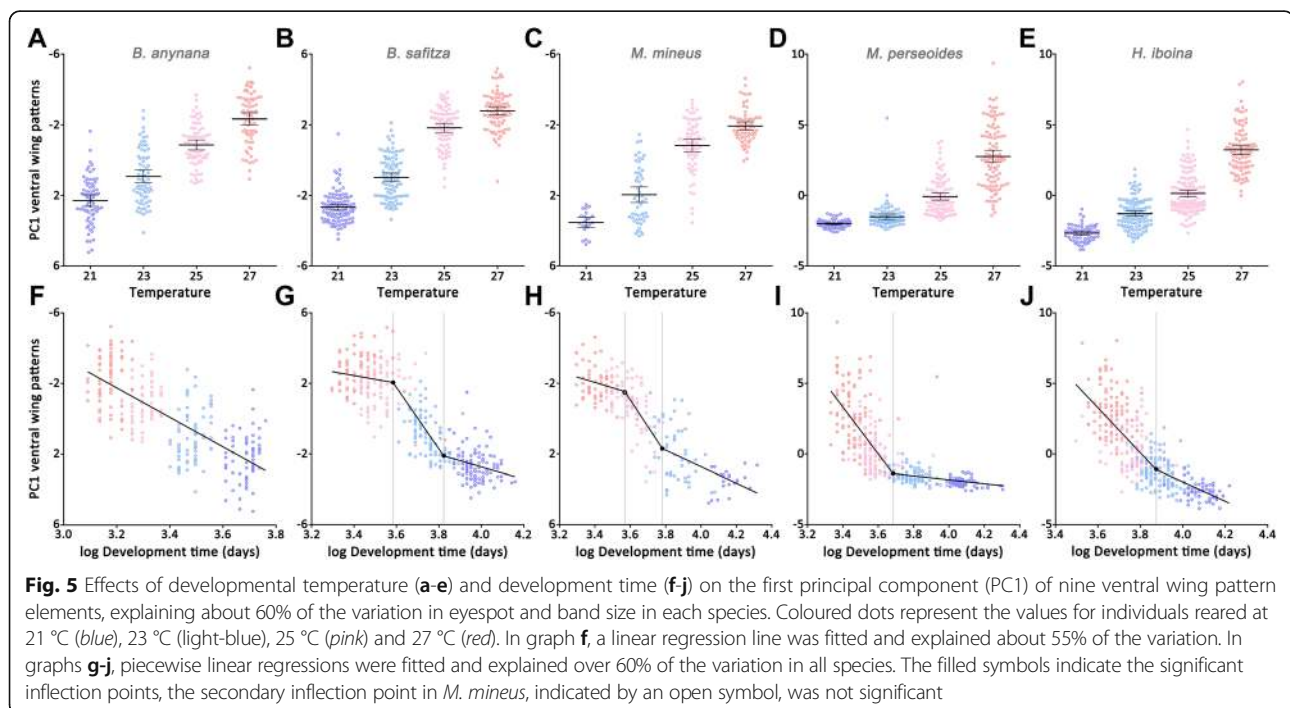 A B. anynana
B B. safitza
C M. mineus
D M. perseoides
E H. iboina
PC1 ventral wing patterns
-6
-2
2
6
21 23 25 27
Temperature
6
2
-2
-6
21 23 25 27
Temperature
-6
-2
2
6
21 23 25 27
Temperature
10
5
0
-5
21 23 25 27
Temperature
10
5
0
-5
21 23 25 27
Temperature
F
G
H
I
J
PC1 ventral wing patterns
-6
-2
2
6
3.0 3.2 3.4 3.6 3.8
log Development time (days)
6
2
-2
6
3.2 3.4 3.6 3.8 4.0 4.2
log Development time (days)
-6
-2
2
6
3.2 3.4 3.6 3.8 4.0 4.2 4.4
log Development time (days)
10
5
0
-5
3.2 3.4 3.6 3.8 4.0 4.2 4.4
log Development time (days)
10
5
0
-5
3.4 3.6 3.8 4.0 4.2 4.4
log Development time (days)
Fig. 5 Effects of developmental temperature (a-e) and development time (f-j) on the first principal component (PC1) of nine ventral wing pattern
elements, explaining about 60% of the variation in eyespot and band size in each species. Coloured dots represent the values for individuals reared at
21 °C (blue), 23 °C (light-blue), 25 °C (pink) and 27 °C (red). In graph f, a linear regression line was fitted and explained about 55% of the variation. In
graphs g-j, piecewise linear regressions were fitted and explained over 60% of the variation in all species. The filled symbols indicate the significant
inflection points, the secondary inflection point in M. mineus, indicated by an open symbol, was not significant